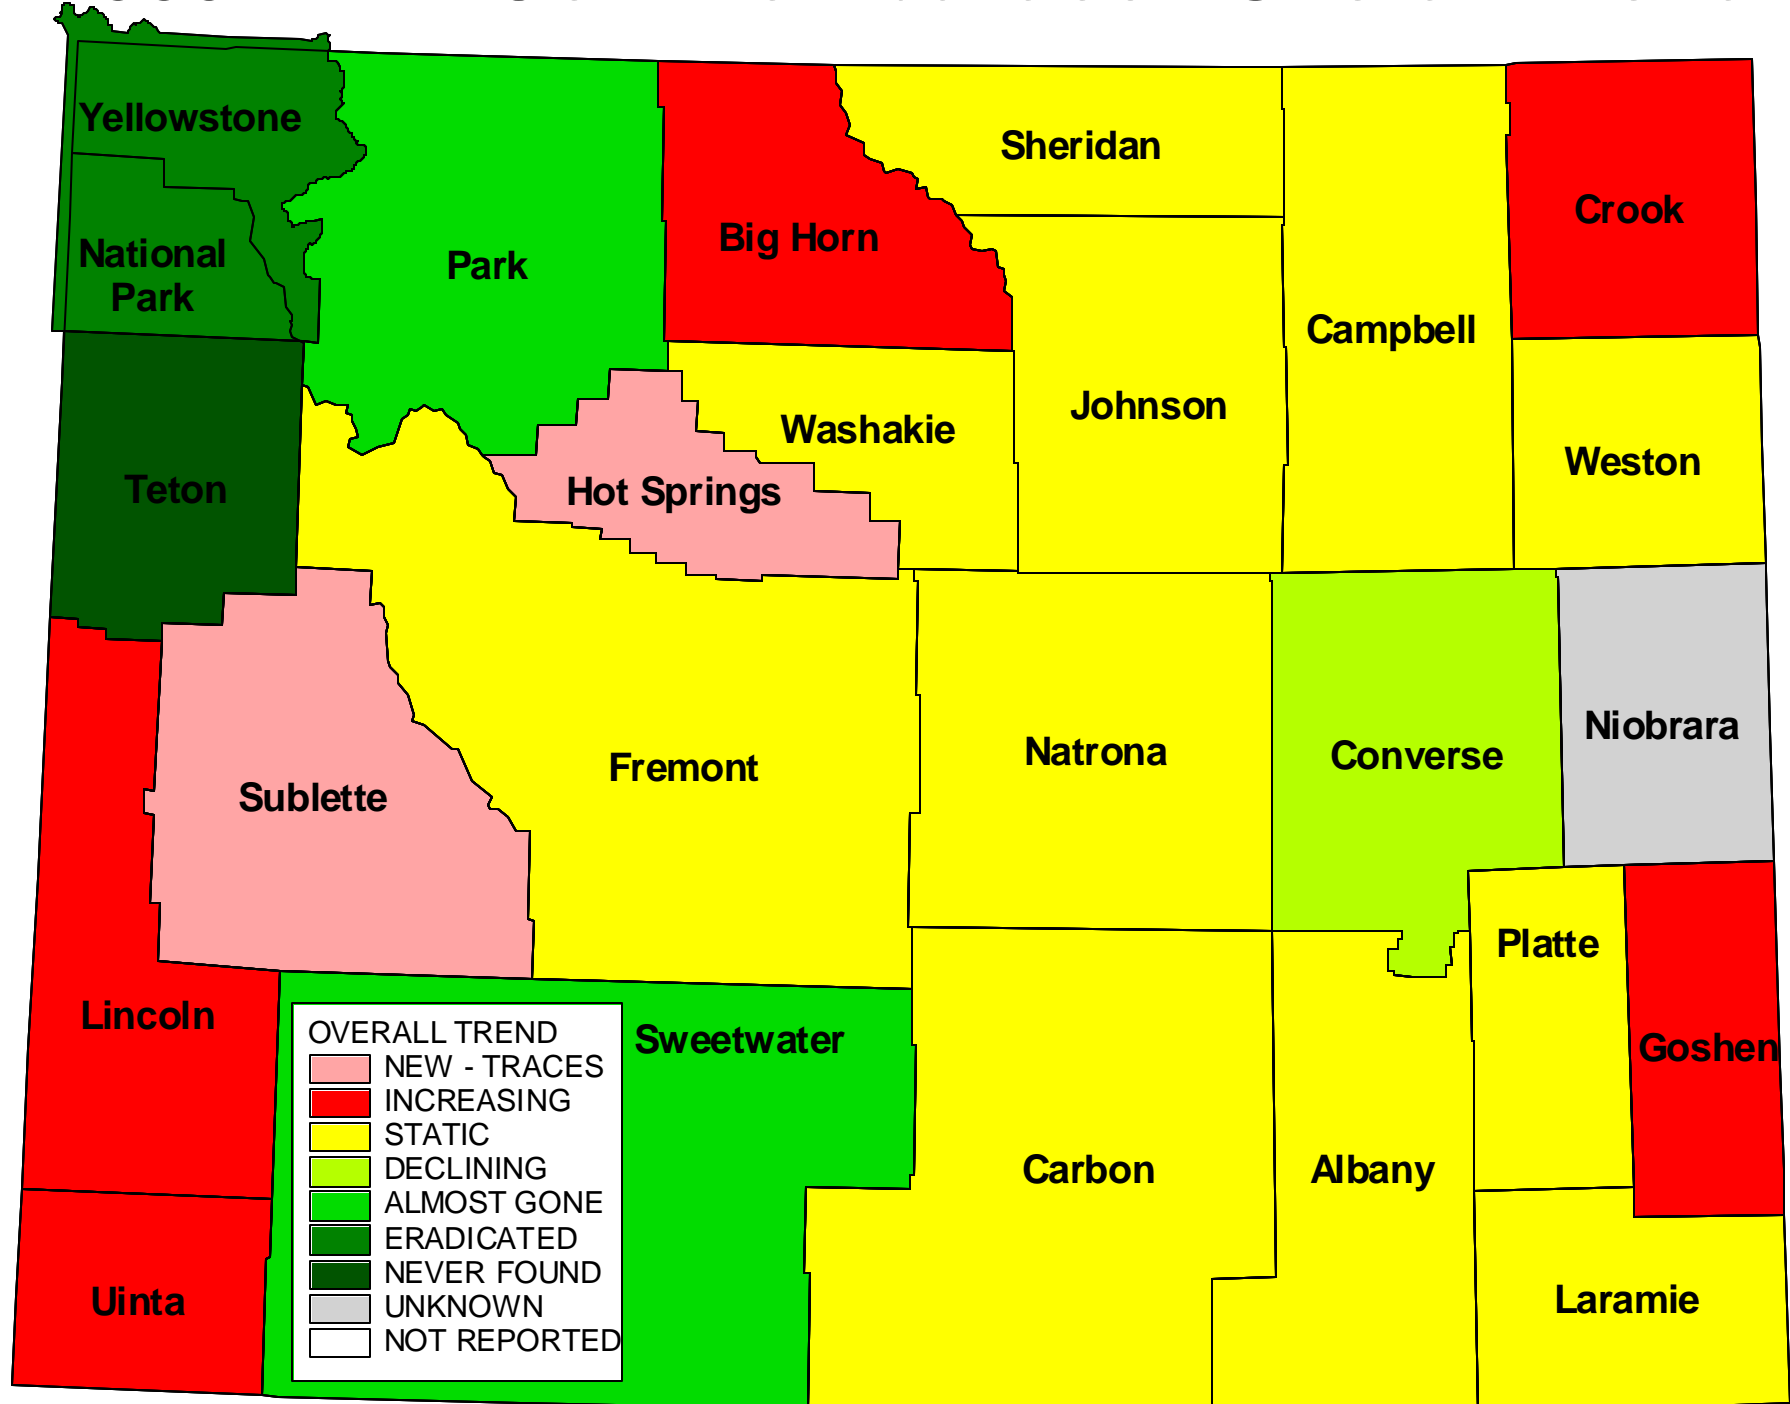 Yellowstone
National
Park
Park
Big Horn
Sheridan
Crook
Campbell
Johnson
Washakie
Weston
Hot Springs
Teton
Niobrara
Converse
Natrona
Fremont
Sublette
Platte
Lincoln
Sweetwater
Goshen
Carbon
Albany
Uinta
Laramie
OVERALL TREND
NEW - TRACES
INCREASING
STATIC
DECLINING
ALMOST GONE
ERADICATED
NEVER FOUND
UNKNOWN
NOT REPORTED